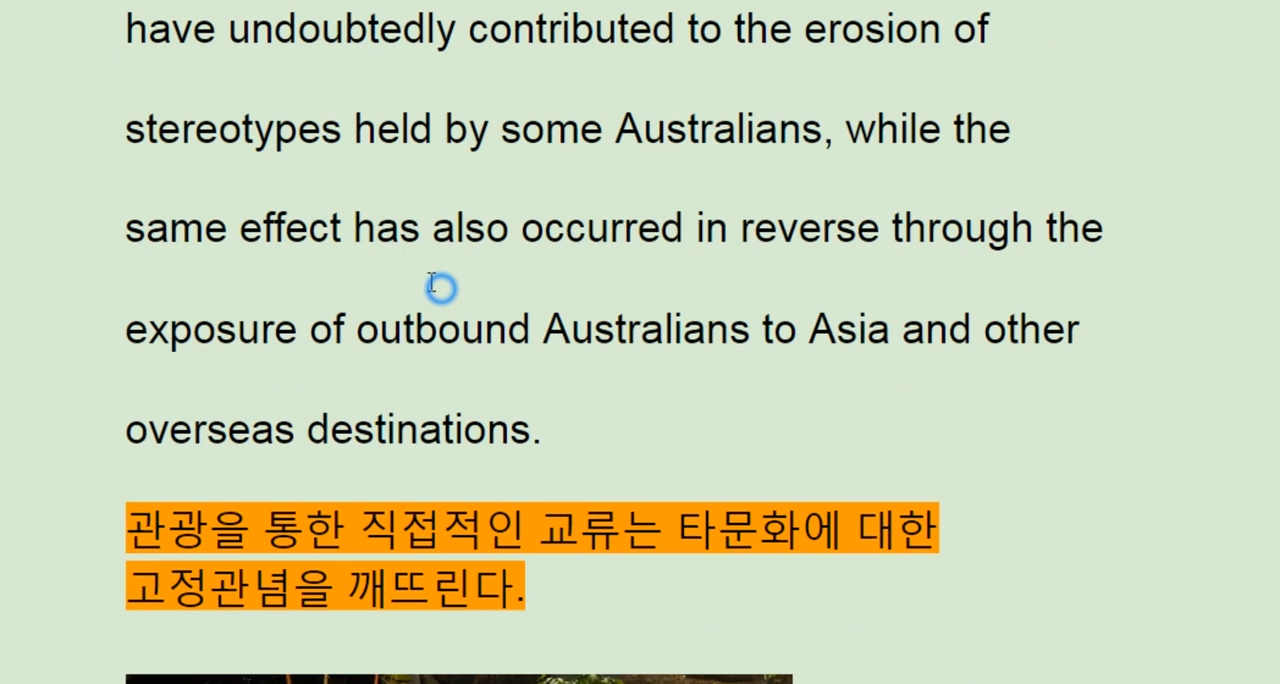 have undoubtedly contributed to the erosion of
stereotypes held by some Australians, while the
same effect has also occurred in reverse through the
exposure of outbound Australians to Asia and other
overseas destinations.
관광을 통한 직접적인 교류는 타문화에 대한
고정관념을 깨뜨린다.